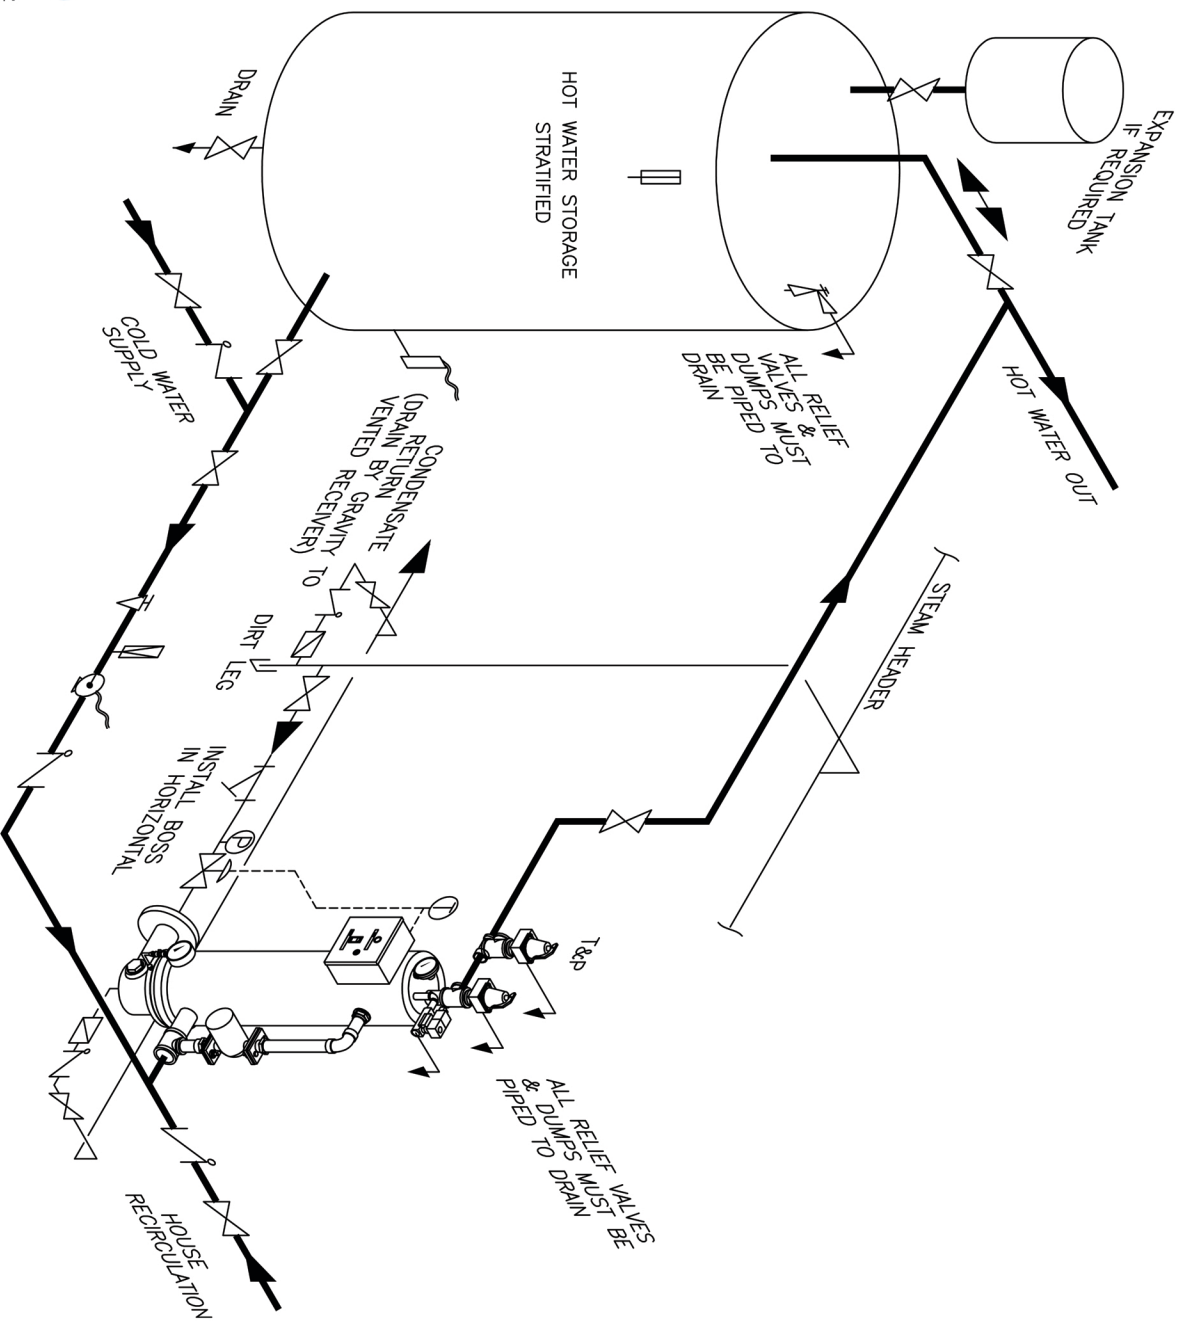 EXPANSION TANK
IF REQUIRED
HOT WATER STORAGE
STRATIFIED
DRAIN
COLD WATER
SUPPLY
ALL RELIEF
VALVES &
DUMPS MUST
BE PIPED TO
DRAIN
HOT WATER OUT
CONDENSATE
RETURN
(DRAIN BY GRAVITY TO
VENTED RECEIVER)
STEAM HEADER
DIRT LEG
INSTALL BOSS
IN HORIZONTAL
P
T&P
ALL RELIEF VALVES
& DUMPS MUST BE
PIPED TO DRAIN
HOUSE
RECIRCULATION